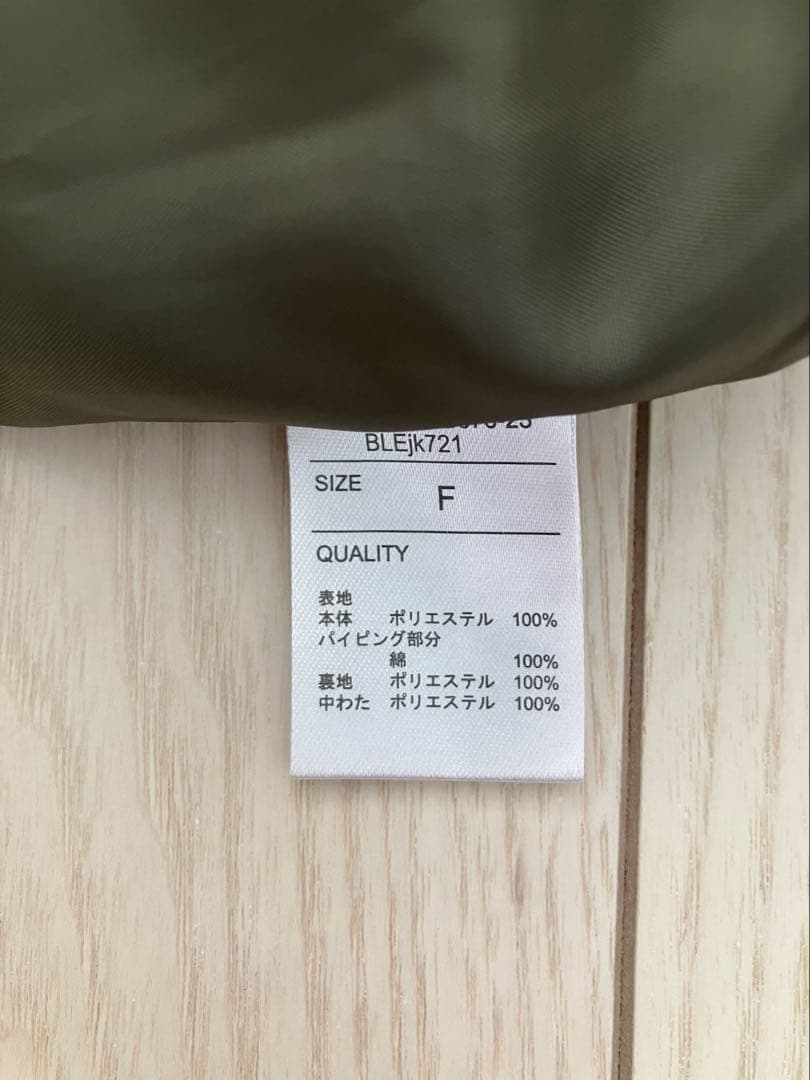 BLEjk721
SIZE F
QUALITY
表地
本体 ポリエステル 100%
パイピング部分
綿 100%
裏地 ポリエステル 100%
中わた ポリエステル 100%